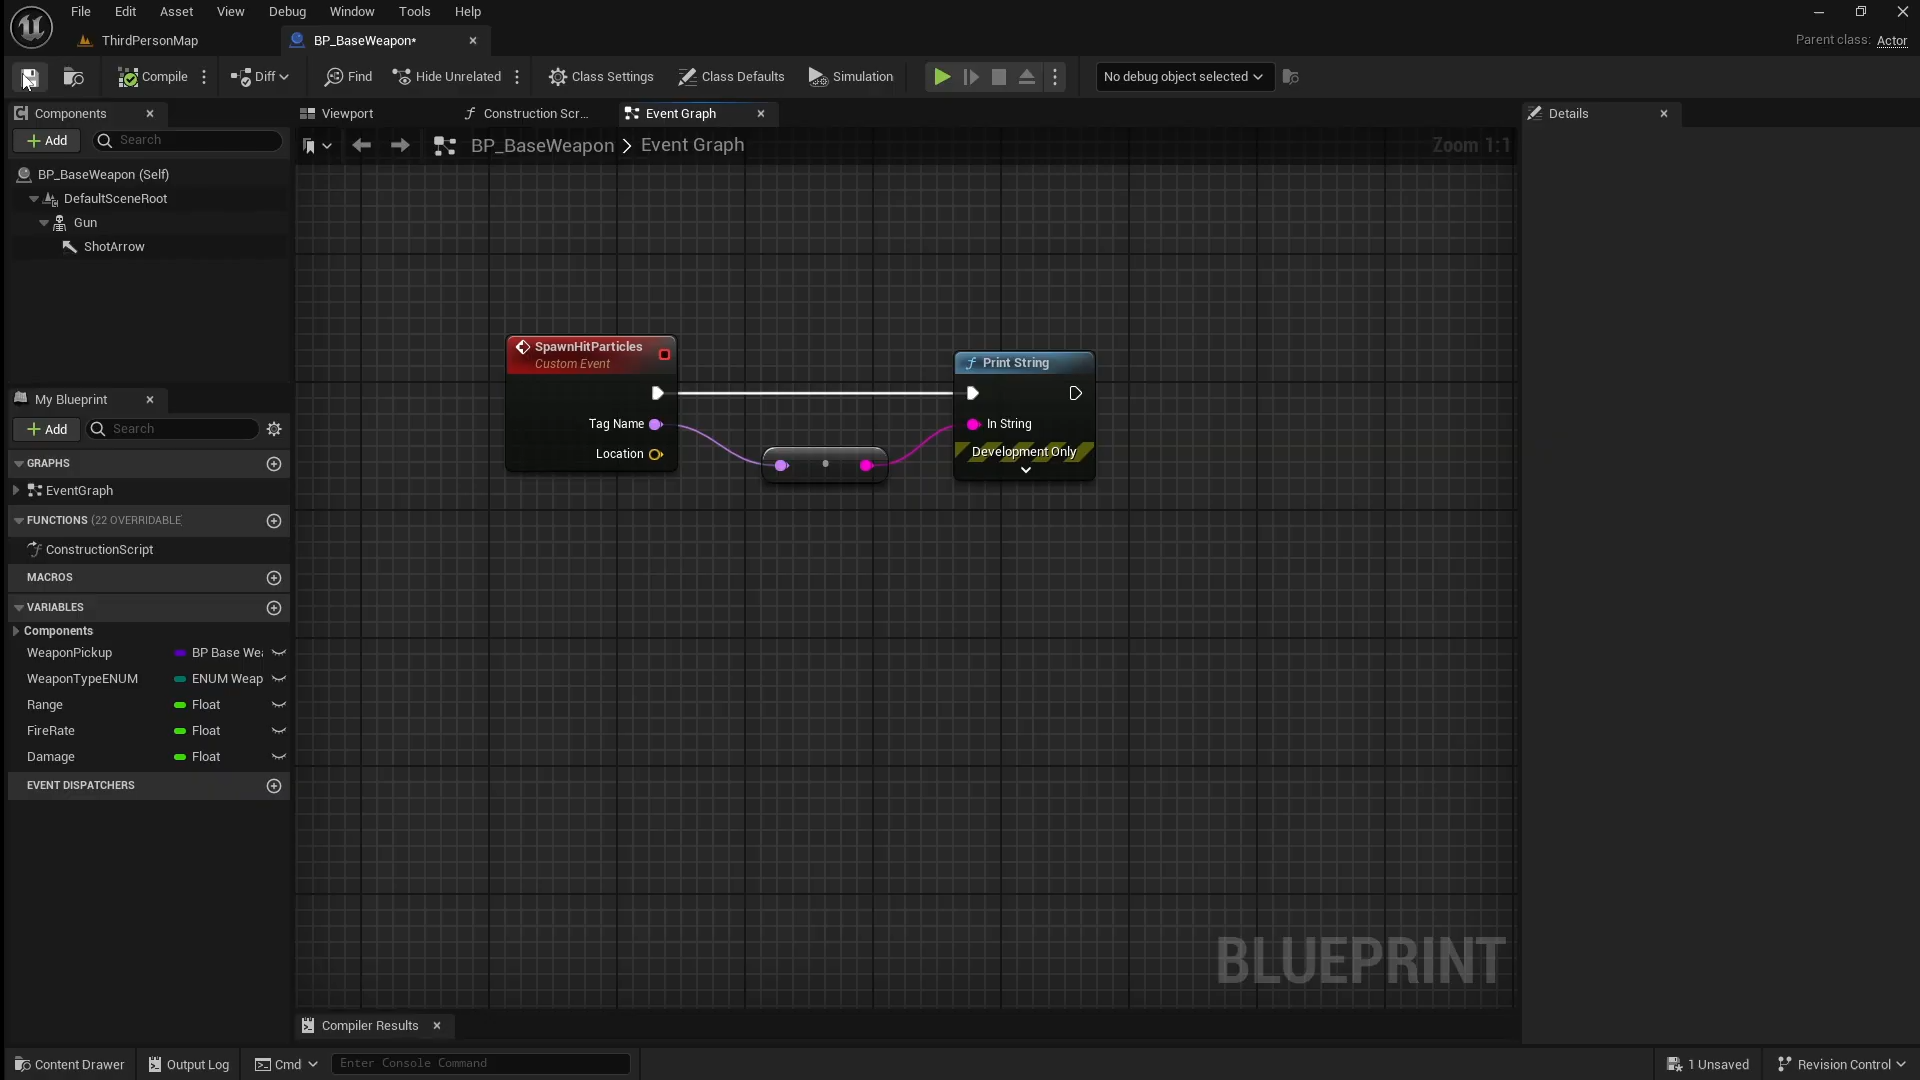 File Edit Asset View Debug Window Tools Help
ThirdPersonMap
BP_BaseWeapon*
Parent class: Actor
Compile
Diff
Find
Hide Unrelated
Class Settings
Class Defaults
Simulation
No debug object selected
Components
Viewport
Construction Scr...
Event Graph
Details
Add
Search
BP_BaseWeapon > Event Graph
Zoom 1:1
BP_BaseWeapon (Self)
DefaultSceneRoot
Gun
ShotArrow
SpawnHitParticles
Custom Event
Tag Name
Location
Print String
In String
Development Only
My Blueprint
Add
Search
GRAPHS
EventGraph
FUNCTIONS (22 OVERRIDABLE
ConstructionScript
MACROS
VARIABLES
Components
WeaponPickup BP Base Wea
WeaponTypeENUM ENUM Weap
Range Float
FireRate Float
Damage Float
EVENT DISPATCHERS
BLUEPRINT
Compiler Results
Content Drawer
Output Log
Cmd
Enter Console Command
1 Unsaved
Revision Control